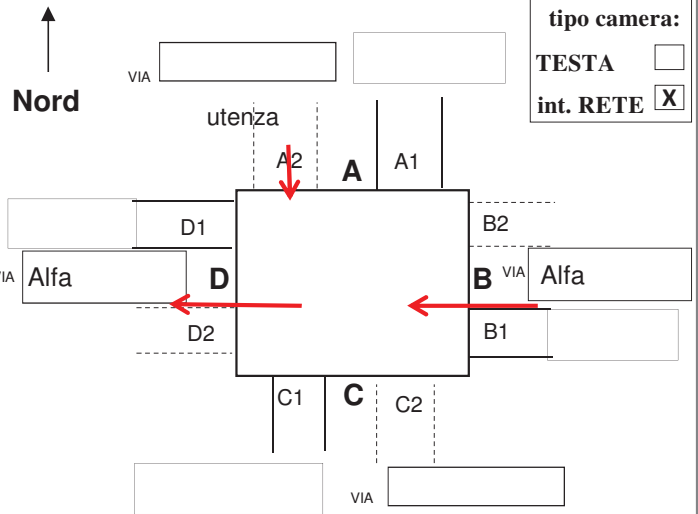 tipo camera:
TESTA
int. RETE X
Nord
VIA
utenza
A2
A
A1
D1
B2
VIA Alfa
D
B
VIA Alfa
D2
B1
C1
C
C2
VIA